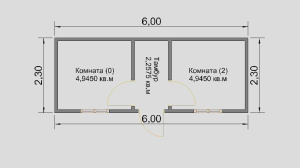 6,00
2,30
Комната (0)
4,9450 кв.м
Тамбур
2,2575
кв.м
Комната (2)
4,9450 кв.м
2,30
6,00